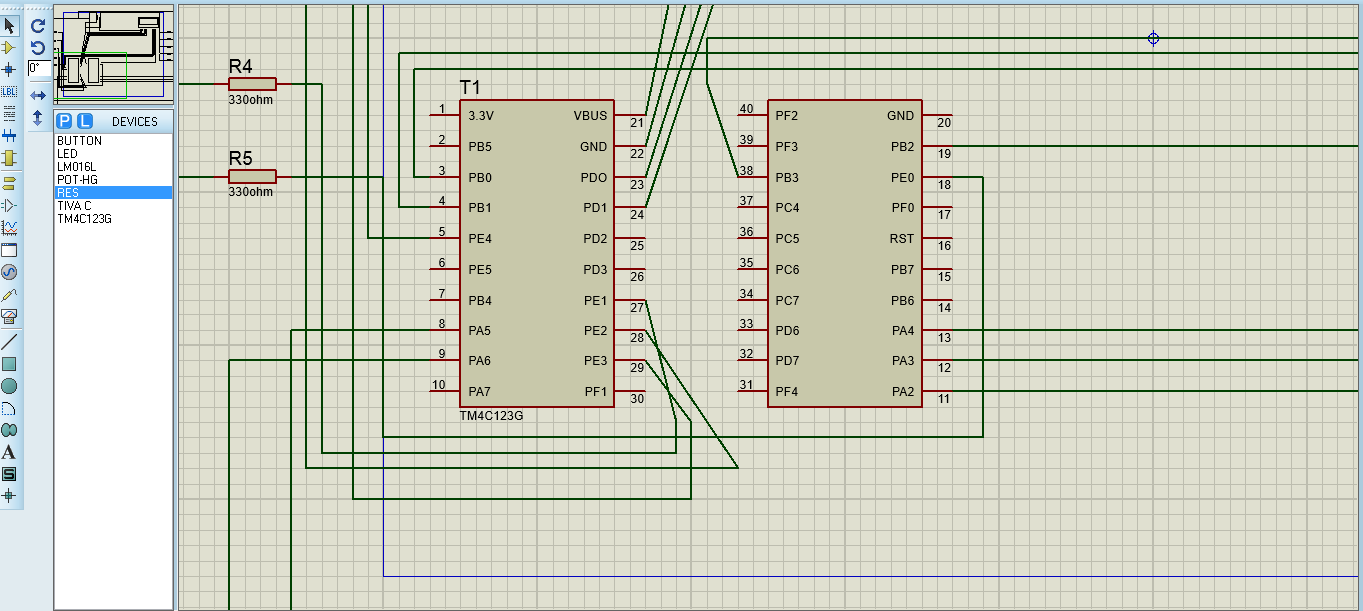 0°
LBL
P L DEVICES
BUTTON
LED
LM016L
POT-HG
RES
TIVA C
TM4C123G
A
S
R4
330ohm
R5
330ohm
T1
1 3.3V VBUS 21
2 PB5 GND 22
3 PB0 PDO 23
4 PB1 PD1 24
5 PE4 PD2 25
6 PE5 PD3 26
7 PB4 PE1 27
8 PA5 PE2 28
9 PA6 PE3 29
10 PA7 PF1 30
TM4C123G
40 PF2 GND 20
39 PF3 PB2 19
38 PB3 PE0 18
37 PC4 PF0 17
36 PC5 RST 16
35 PC6 PB7 15
34 PC7 PB6 14
33 PD6 PA4 13
32 PD7 PA3 12
31 PF4 PA2 11